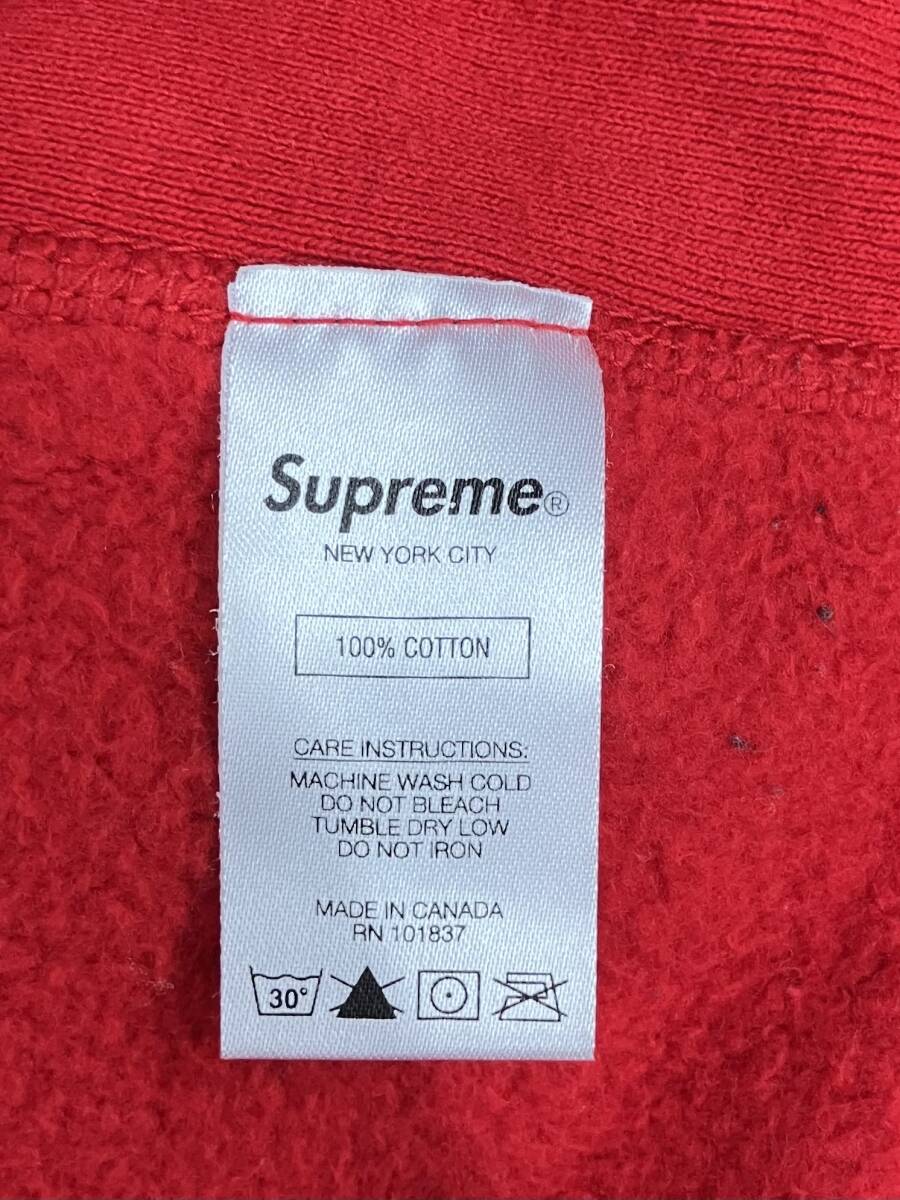 Supreme®
NEW YORK CITY
100% COTTON
CARE INSTRUCTIONS:
MACHINE WASH COLD
DO NOT BLEACH
TUMBLE DRY LOW
DO NOT IRON
MADE IN CANADA
RN 101837
30°